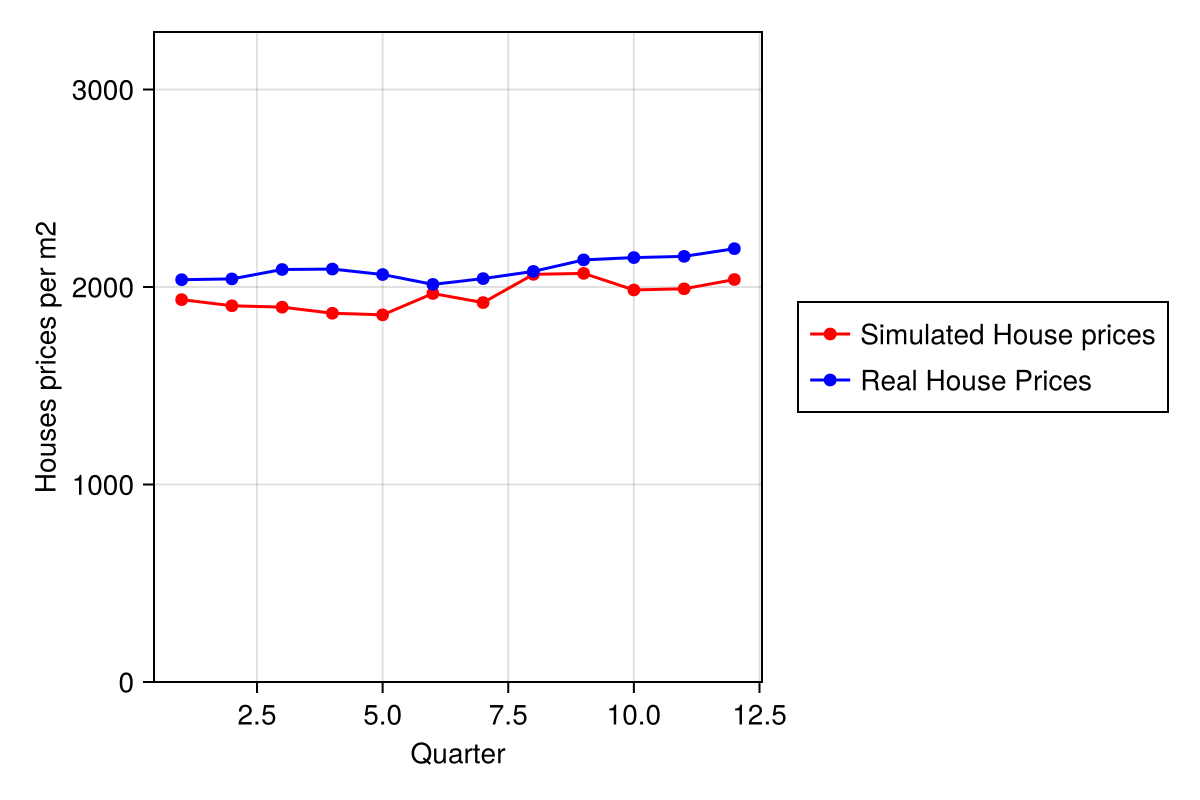 3000
2000
1000
0
Houses prices per m2
2.5 5.0 7.5 10.0 12.5
Quarter
Simulated House prices
Real House Prices